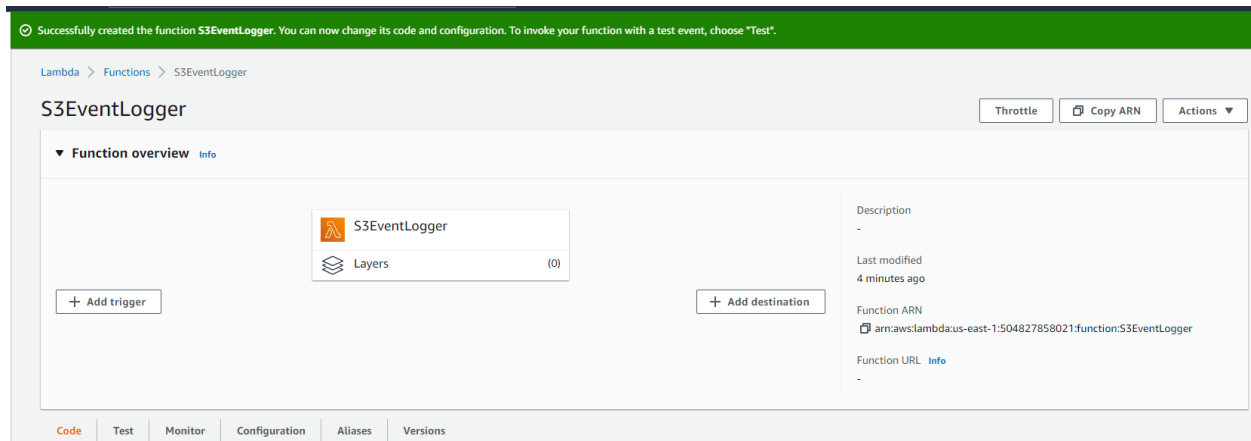 Successfully created the function S3EventLogger. You can now change its code and configuration. To invoke your function with a test event, choose "Test".
Lambda > Functions > S3EventLogger
S3EventLogger
Throttle Copy ARN Actions ▼
▼ Function overview Info
S3EventLogger
Layers (0)
+ Add trigger
+ Add destination
Description
-
Last modified
4 minutes ago
Function ARN
arn:aws:lambda:us-east-1:504827858021:function:S3EventLogger
Function URL Info
-
Code Test Monitor Configuration Aliases Versions